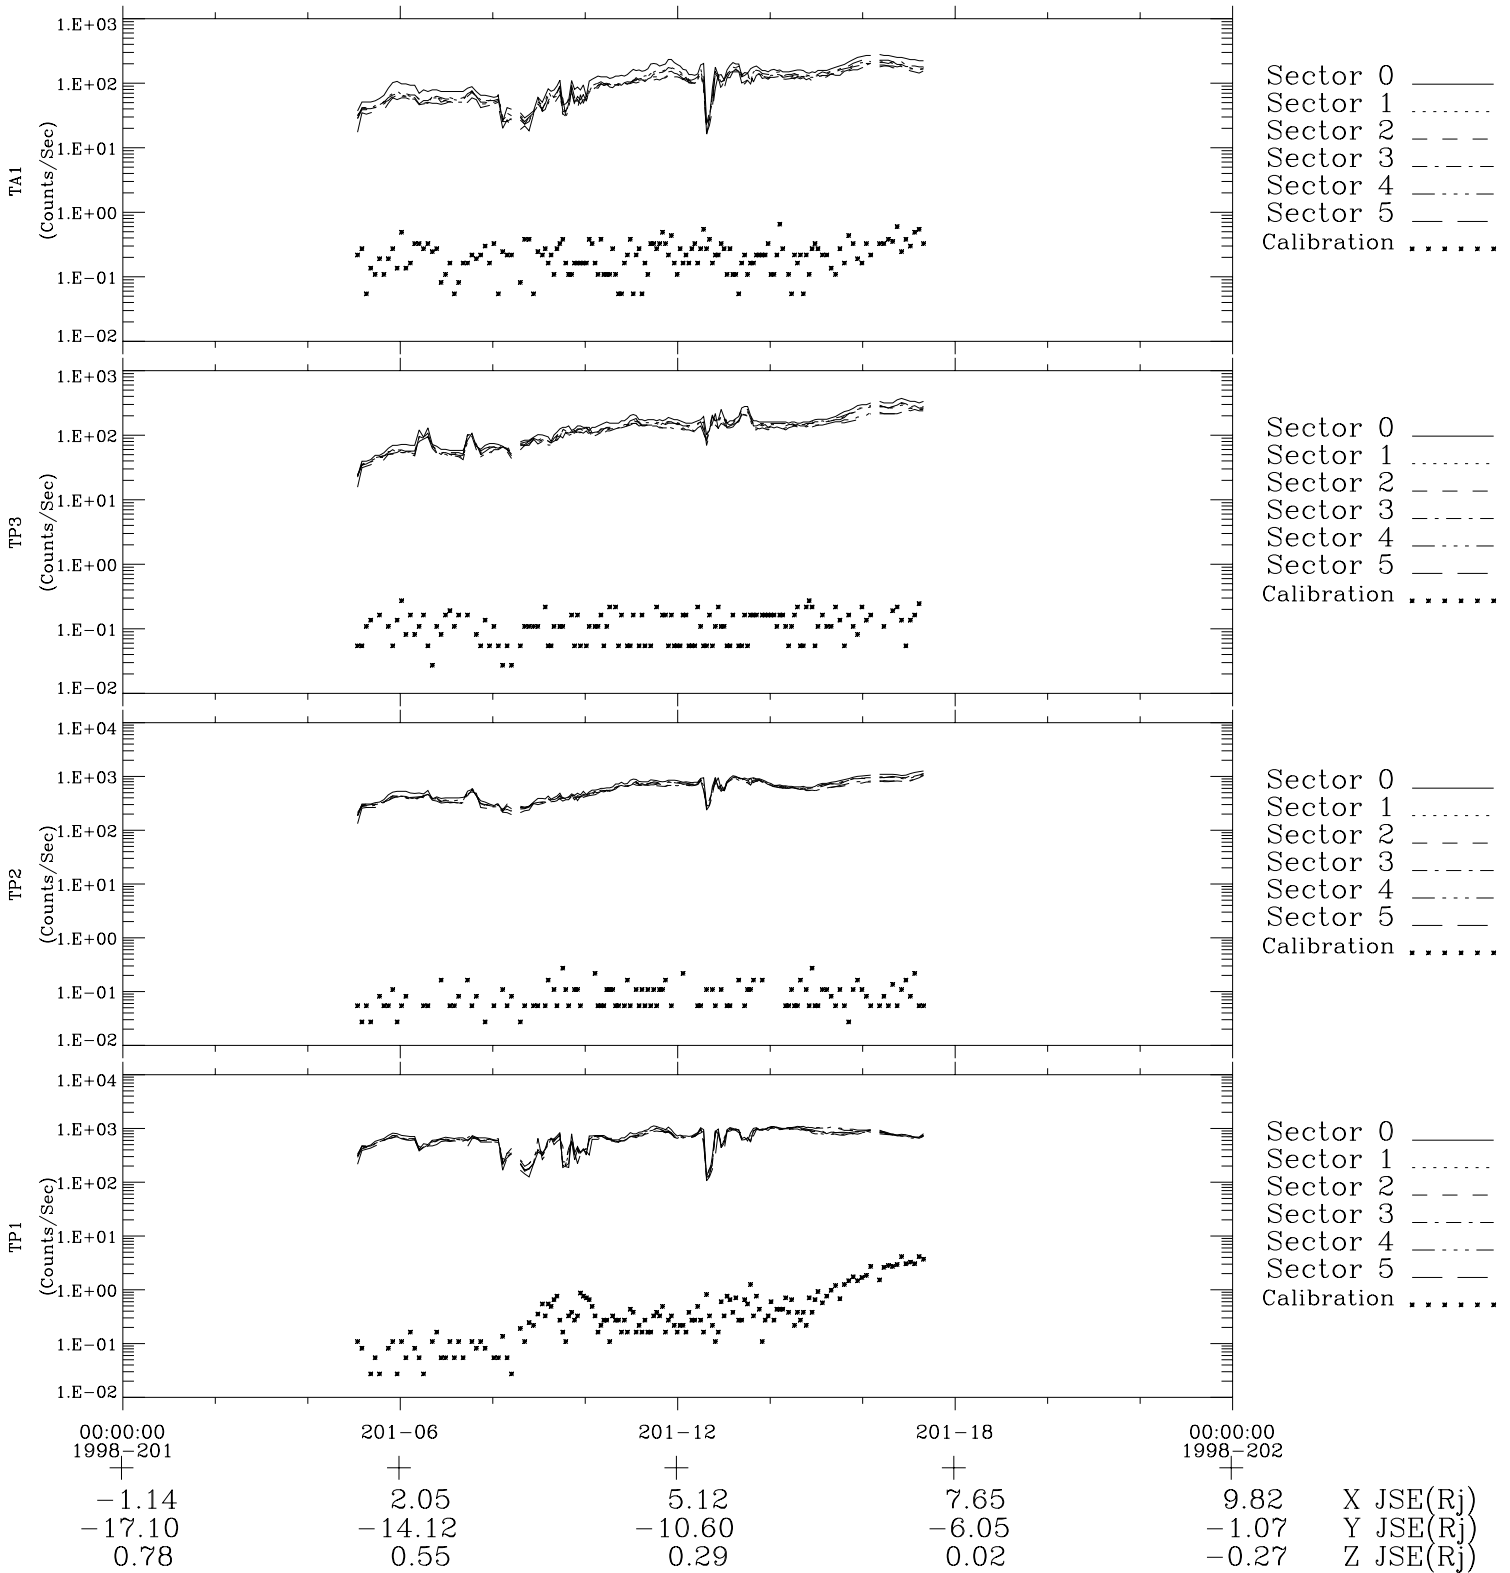 1.E+03
1.E+02
1.E+01
1.E+00
1.E-01
1.E-02
TA1
(Counts/Sec)
Sector 0
Sector 1
Sector 2
Sector 3
Sector 4
Sector 5
Calibration
1.E+03
1.E+02
1.E+01
1.E+00
1.E-01
1.E-02
TP3
(Counts/Sec)
Sector 0
Sector 1
Sector 2
Sector 3
Sector 4
Sector 5
Calibration
1.E+04
1.E+03
1.E+02
1.E+01
1.E+00
1.E-01
1.E-02
TP2
(Counts/Sec)
Sector 0
Sector 1
Sector 2
Sector 3
Sector 4
Sector 5
Calibration
1.E+04
1.E+03
1.E+02
1.E+01
1.E+00
1.E-01
1.E-02
TP1
(Counts/Sec)
Sector 0
Sector 1
Sector 2
Sector 3
Sector 4
Sector 5
Calibration
00:00:00 201-06 201-12 201-18 00:00:00
1998-201 1998-202
-1.14 2.05 5.12 7.65 9.82 X JSE(Rj)
-17.10 -14.12 -10.60 -6.05 -1.07 Y JSE(Rj)
0.78 0.55 0.29 0.02 -0.27 Z JSE(Rj)